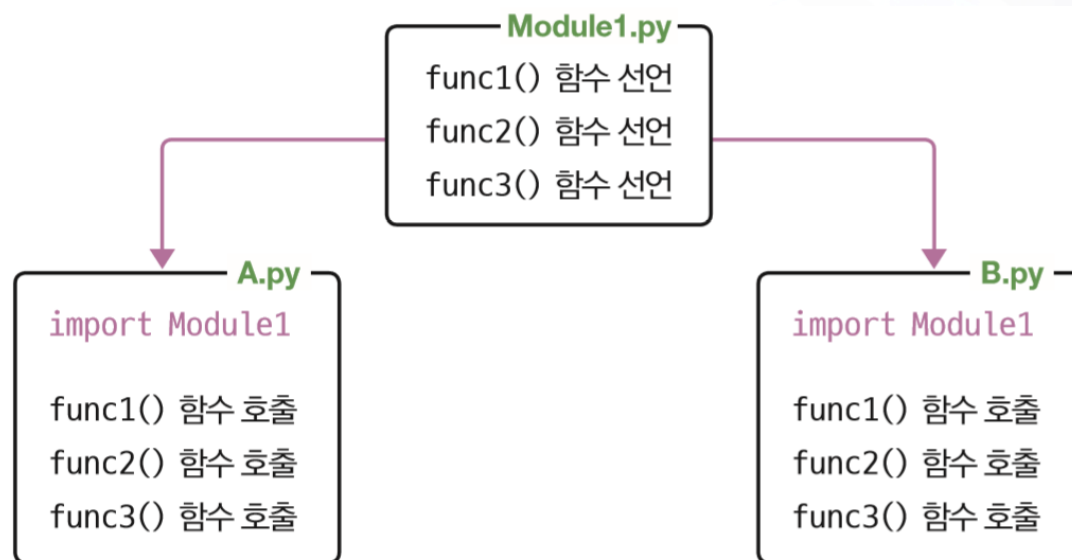 Module1.py
func1() 함수 선언
func2() 함수 선언
func3() 함수 선언
A.py
import Module1
func1() 함수 호출
func2() 함수 호출
func3() 함수 호출
B.py
import Module1
func1() 함수 호출
func2() 함수 호출
func3() 함수 호출